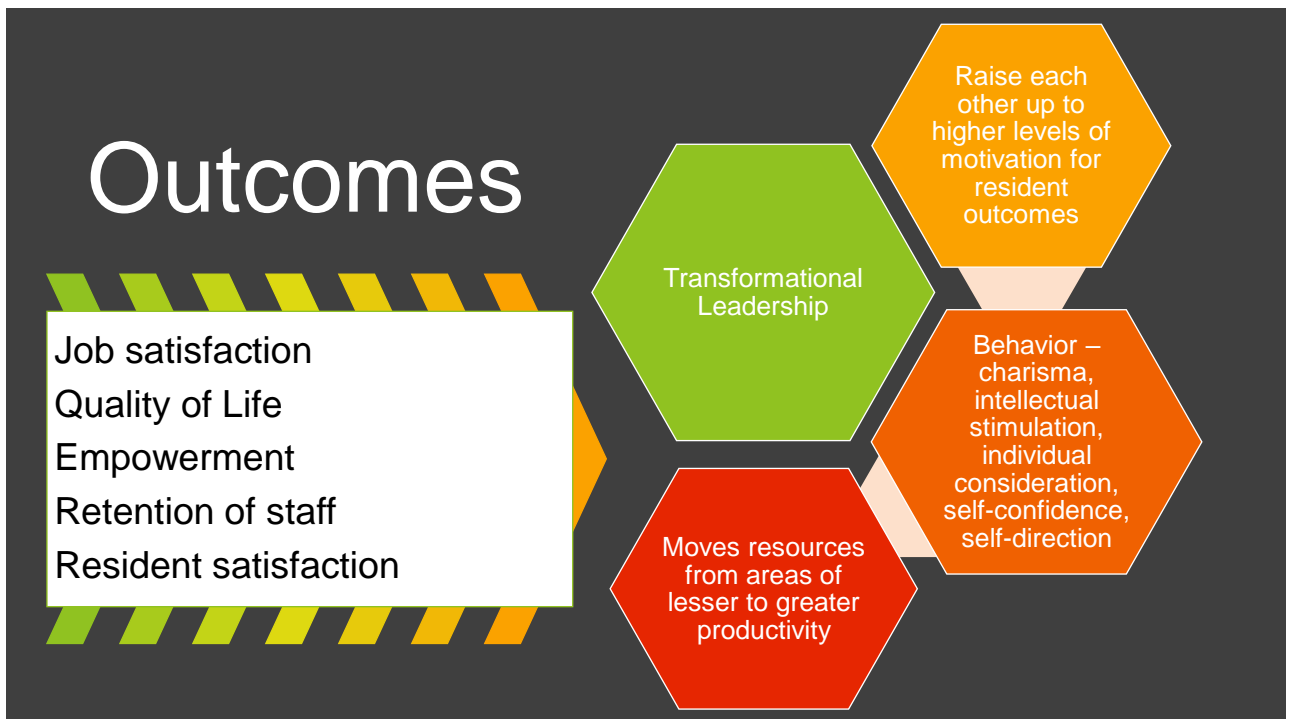 Outcomes
Job satisfaction
Quality of Life
Empowerment
Retention of staff
Resident satisfaction
Transformational
Leadership
Raise each
other up to
higher levels of
motivation for
resident
outcomes
Behavior –
charisma,
intellectual
stimulation,
individual
consideration,
self-confidence,
self-direction
Moves resources
from areas of
lesser to greater
productivity